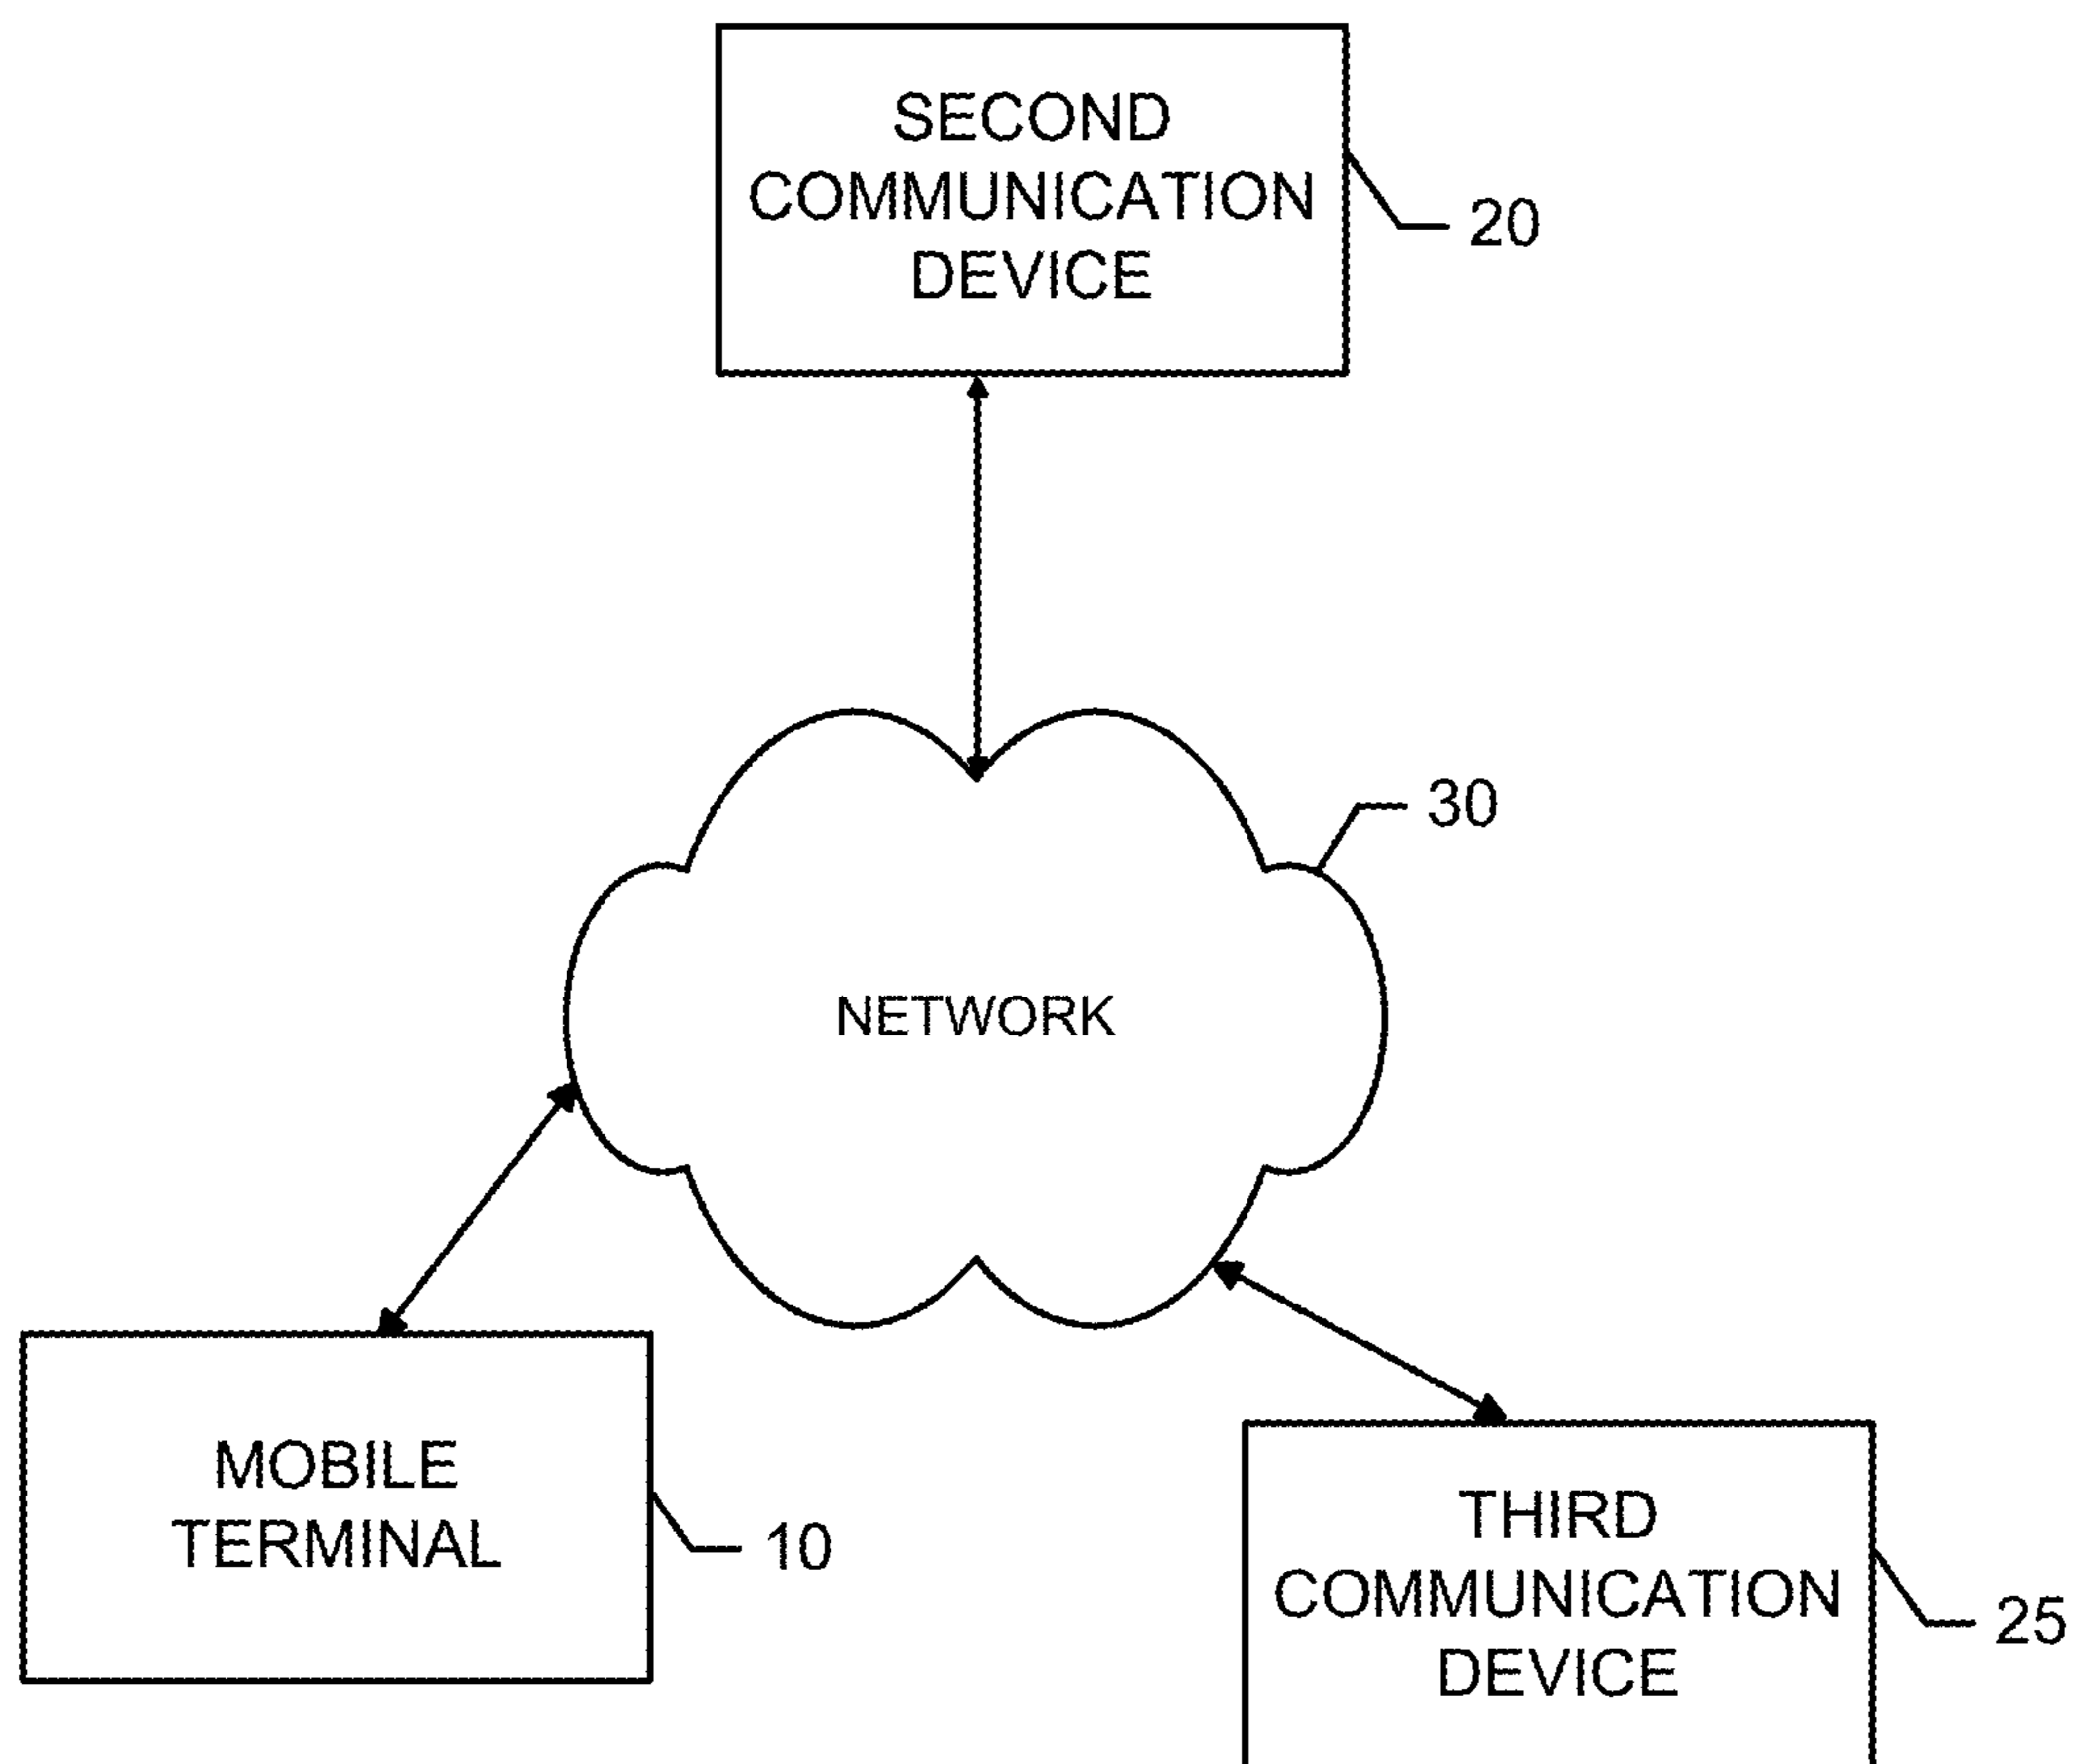 SECOND
COMMUNICATION
DEVICE
20
30
NETWORK
MOBILE
TERMINAL
10
THIRD
COMMUNICATION
DEVICE
25